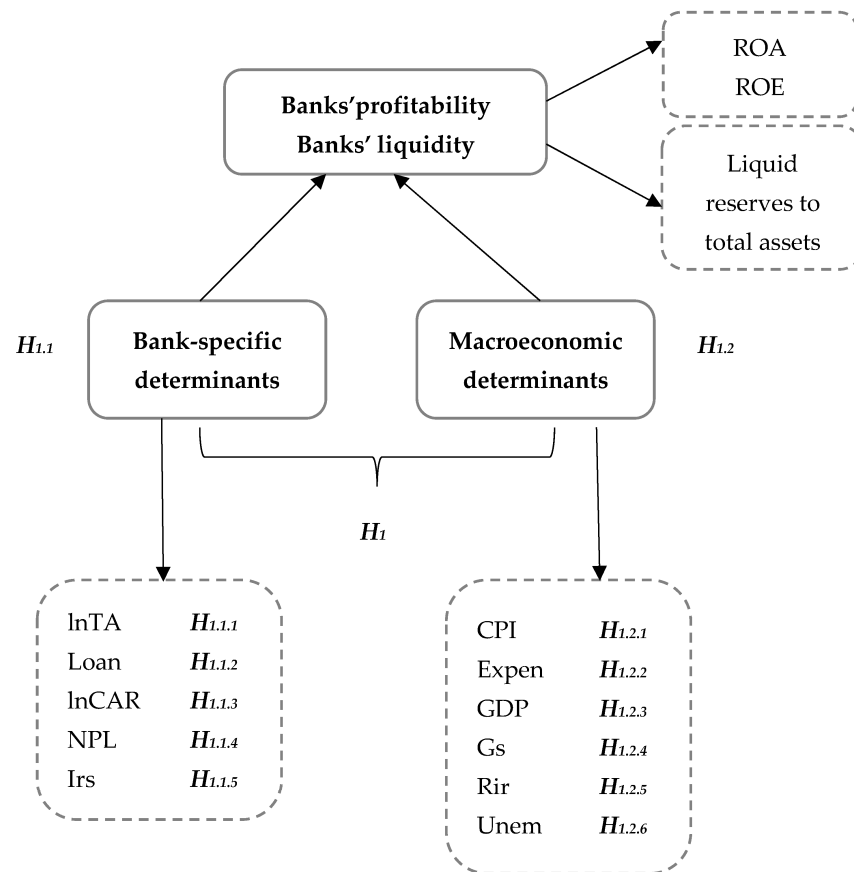 ROA
ROE
Banks'profitability
Banks' liquidity
Liquid
reserves to
total assets
H1.1
Bank-specific
determinants
Macroeconomic
determinants
H1.2
H1
lnTA H1.1.1
Loan H1.1.2
lnCAR H1.1.3
NPL H1.1.4
Irs H1.1.5
CPI H1.2.1
Expen H1.2.2
GDP H1.2.3
Gs H1.2.4
Rir H1.2.5
Unem H1.2.6